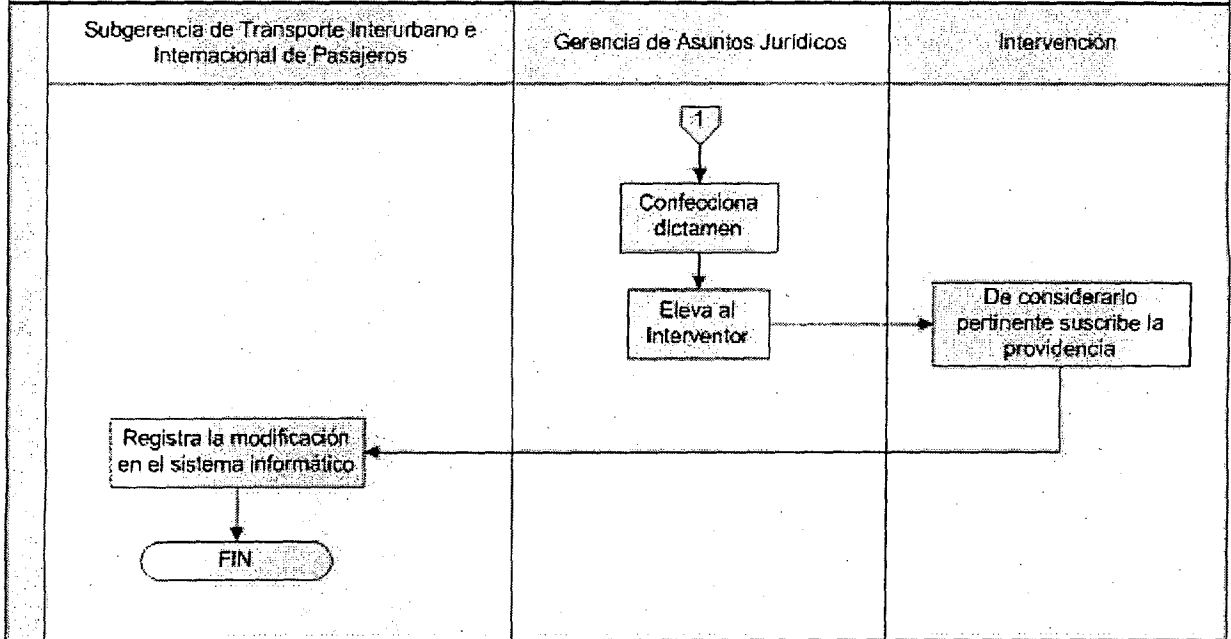 Subgerencia de Transporte Interurbano e
Internacional de Pasajeros
Gerencia de Asuntos Jurídicos
Intervención
1
Confecciona
dictamen
Eleva al
Interventor
De considerarlo
pertinente suscribe la
providencia
Registra la modificación
en el sistema informático
FIN